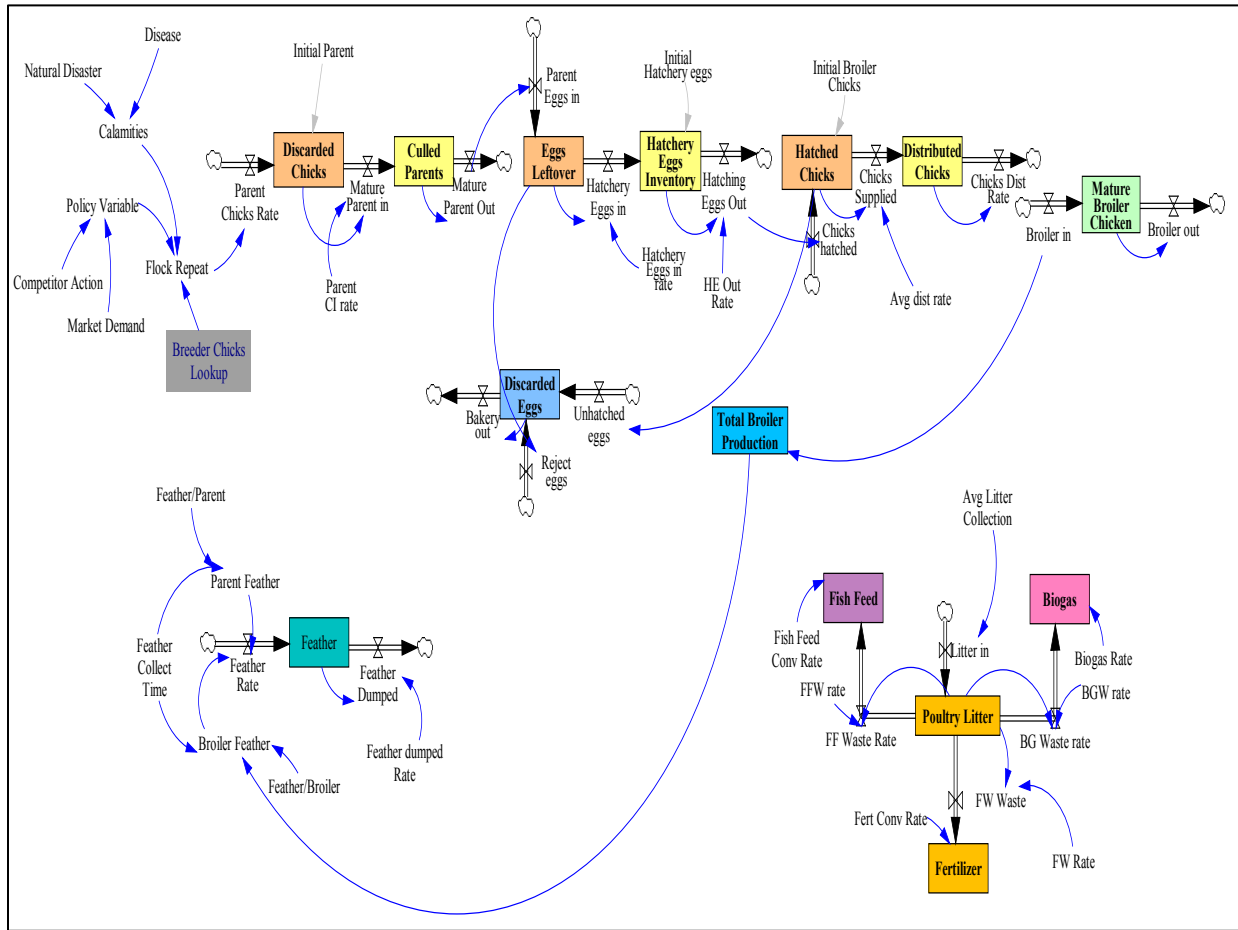 Disease
Natural Disaster
Calamities
Initial Parent
Parent
Eggs in
Initial
Hatchery eggs
Initial Broiler
Chicks
Discarded
Chicks
Culled
Parents
Eggs
Leftover
Hatchery
Eggs
Inventory
Hatched
Chicks
Distributed
Chicks
Mature
Broiler
Chicken
Parent
Chicks Rate
Mature
Parent in
Mature
Parent Out
Hatchery
Eggs in
Hatching
Eggs Out
Chicks
Supplied
Chicks Dist
Rate
Chicks
hatched
Broiler in
Broiler out
Policy Variable
Flock Repeat
Competitor Action
Market Demand
Parent
CI rate
Hatchery
Eggs in
rate
HE Out
Rate
Avg dist rate
Breeder Chicks
Lookup
Discarded
Eggs
Bakery
out
Unhatched
eggs
Reject
eggs
Total Broiler
Production
Feather/Parent
Parent Feather
Feather
Collect
Time
Feather
Rate
Feather
Feather
Dumped
Broiler Feather
Feather/Broiler
Feather dumped
Rate
Avg Litter
Collection
Fish Feed
Biogas
Fish Feed
Conv Rate
Litter in
Biogas Rate
FFW rate
BGW rate
Poultry Litter
FF Waste Rate
BG Waste rate
FW Waste
Fert Conv Rate
FW Rate
Fertilizer